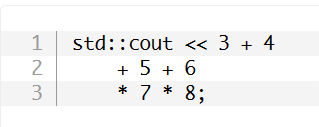 1 std::cout << 3 + 4
2     + 5 + 6
3     * 7 * 8;